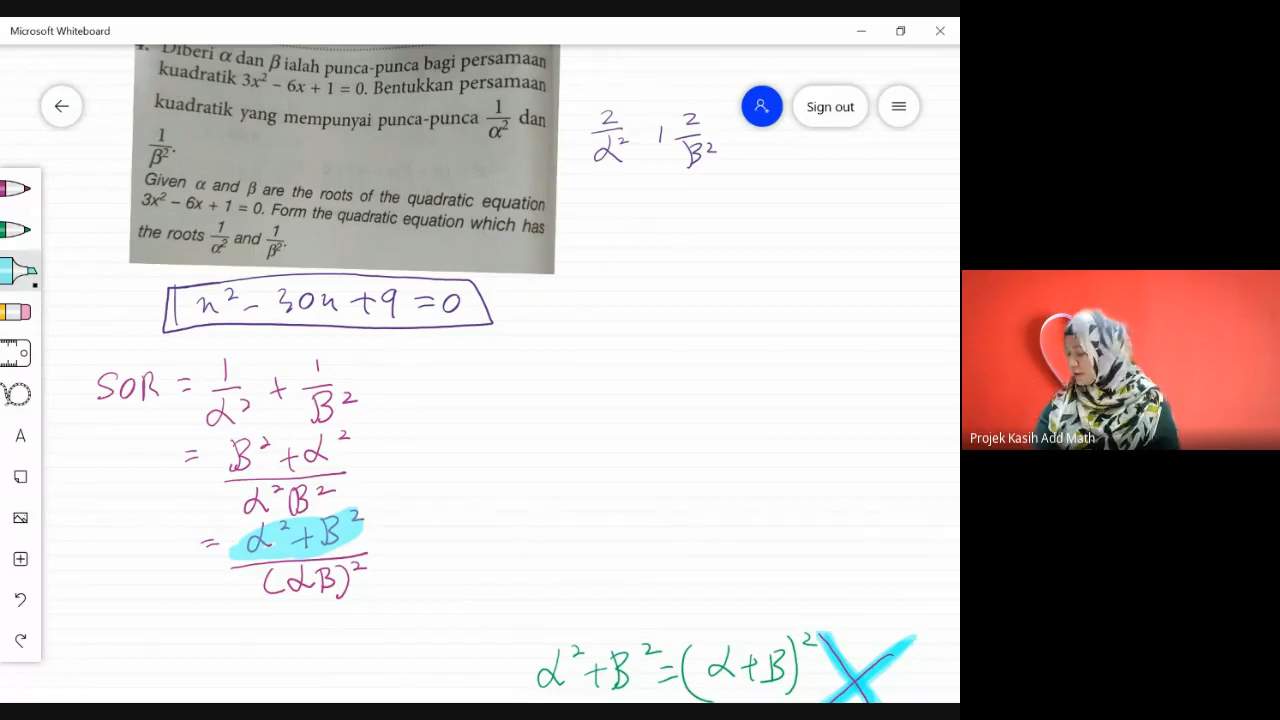 Microsoft Whiteboard
4. Diberi α dan β ialah punca-punca bagi persamaan
kuadratik 3x² − 6x + 1 = 0. Bentukkan persamaan
kuadratik yang mempunyai punca-punca 1/α² dan
1/β².
Given α and β are the roots of the quadratic equation
3x² − 6x + 1 = 0. Form the quadratic equation which has
the roots 1/α² and 1/β².
2/α² , 2/β²
Sign out
x² − 30x + 9 = 0
SOR = 1/α² + 1/β²
= β² + α² / α²β²
= α² + β² / (αβ)²
α² + β² = (α + β)²
A
Projek Kasih Add Math